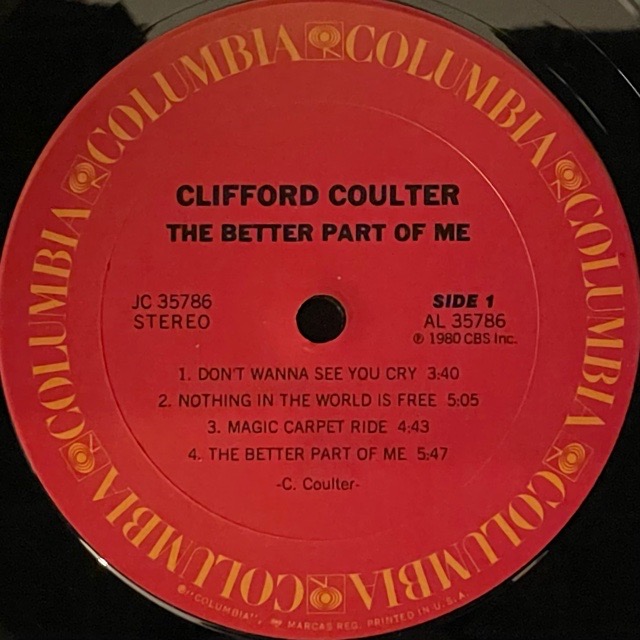 COLUMBIA COLUMBIA COLUMBIA COLUMBIA COLUMBIA COLUMBIA COLUMBIA
CLIFFORD COULTER
THE BETTER PART OF ME
JC 35786
STEREO
SIDE 1
AL 35786
℗ 1980 CBS Inc.
1. DON'T WANNA SEE YOU CRY 3:40
2. NOTHING IN THE WORLD IS FREE 5:05
3. MAGIC CARPET RIDE 4:43
4. THE BETTER PART OF ME 5:47
-C. Coulter-
"COLUMBIA", MARCAS REG. PRINTED IN U.S.A.